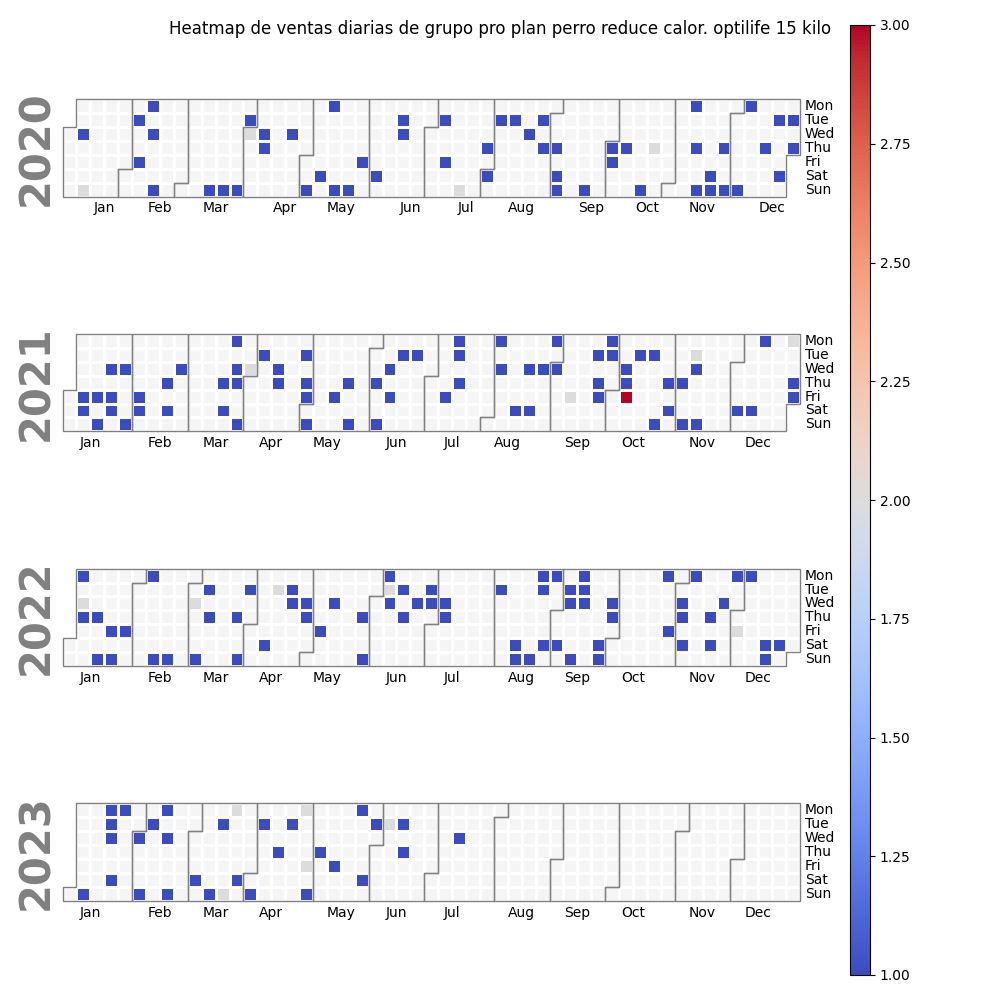 Heatmap de ventas diarias de grupo pro plan perro reduce calor. optilife 15 kilo
2020
Mon
Tue
Wed
Thu
Fri
Sat
Sun
Jan Feb Mar Apr May Jun Jul Aug Sep Oct Nov Dec
2021
Mon
Tue
Wed
Thu
Fri
Sat
Sun
Jan Feb Mar Apr May Jun Jul Aug Sep Oct Nov Dec
2022
Mon
Tue
Wed
Thu
Fri
Sat
Sun
Jan Feb Mar Apr May Jun Jul Aug Sep Oct Nov Dec
2023
Mon
Tue
Wed
Thu
Fri
Sat
Sun
Jan Feb Mar Apr May Jun Jul Aug Sep Oct Nov Dec
3.00
2.75
2.50
2.25
2.00
1.75
1.50
1.25
1.00